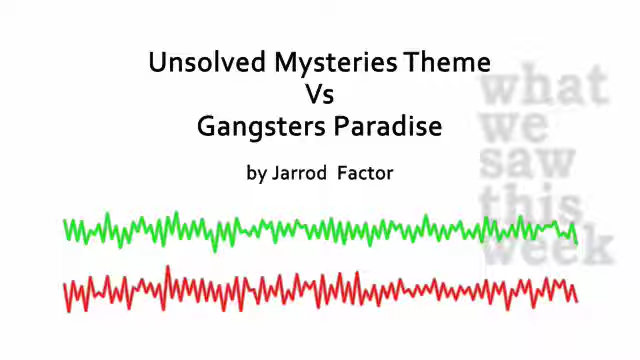 Unsolved Mysteries Theme
Vs
Gangsters Paradise
by Jarrod Factor
what
we
saw
this
week